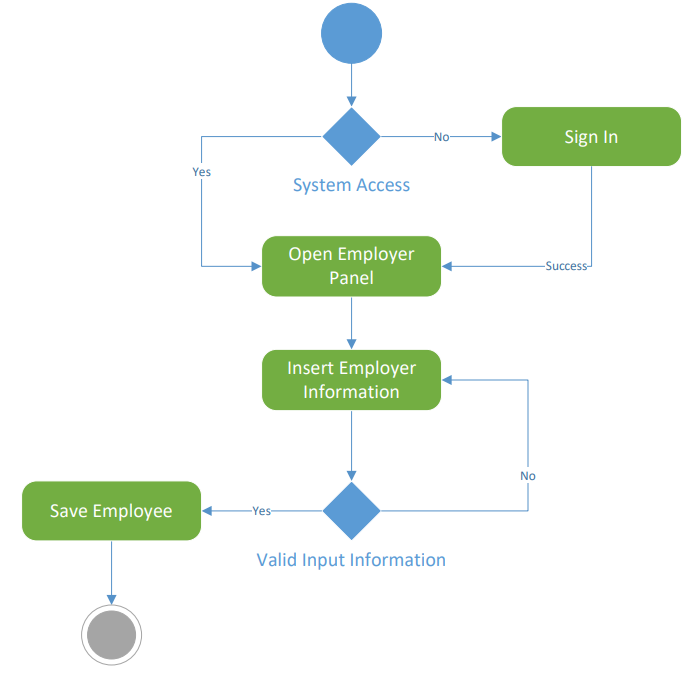 No
Sign In
Yes
System Access
Open Employer
Panel
Success
Insert Employer
Information
No
Save Employee
Yes
Valid Input Information